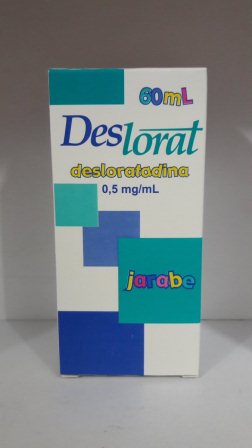 60mL
Deslorat
desloratadina
0,5 mg/mL
jarabe